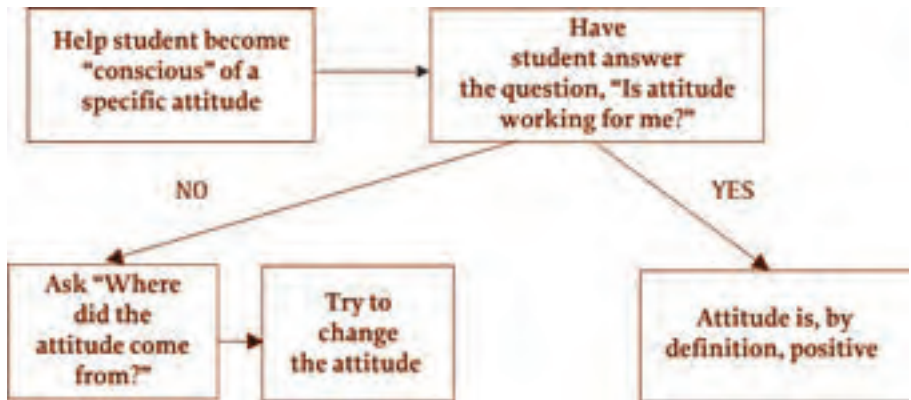 Help student become
“conscious” of a
specific attitude
Have
student answer
the question, “Is attitude
working for me?”
NO
YES
Ask “Where
did the
attitude come
from?”
Try to
change
the attitude
Attitude is, by
definition, positive